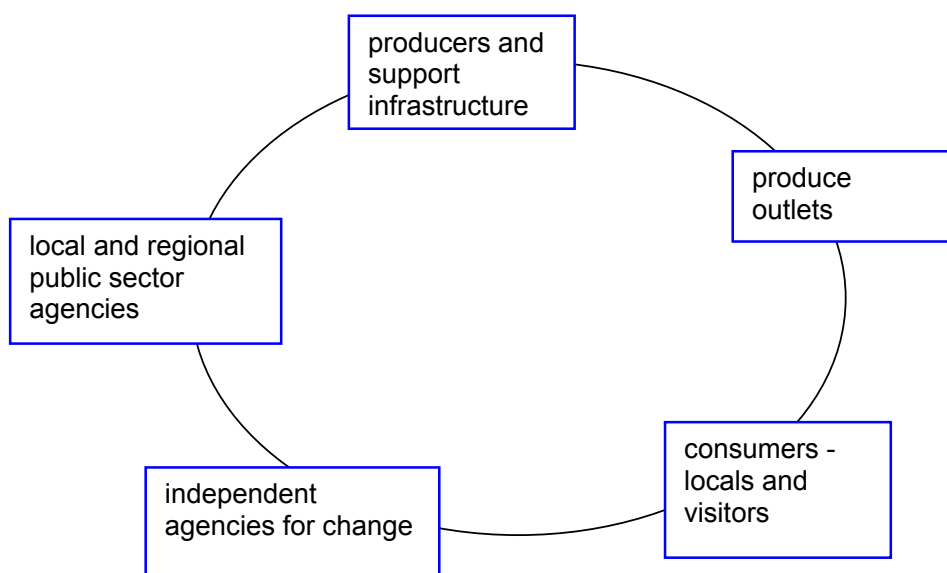 producers and
support
infrastructure
produce
outlets
local and regional
public sector
agencies
consumers -
locals and
visitors
independent
agencies for change